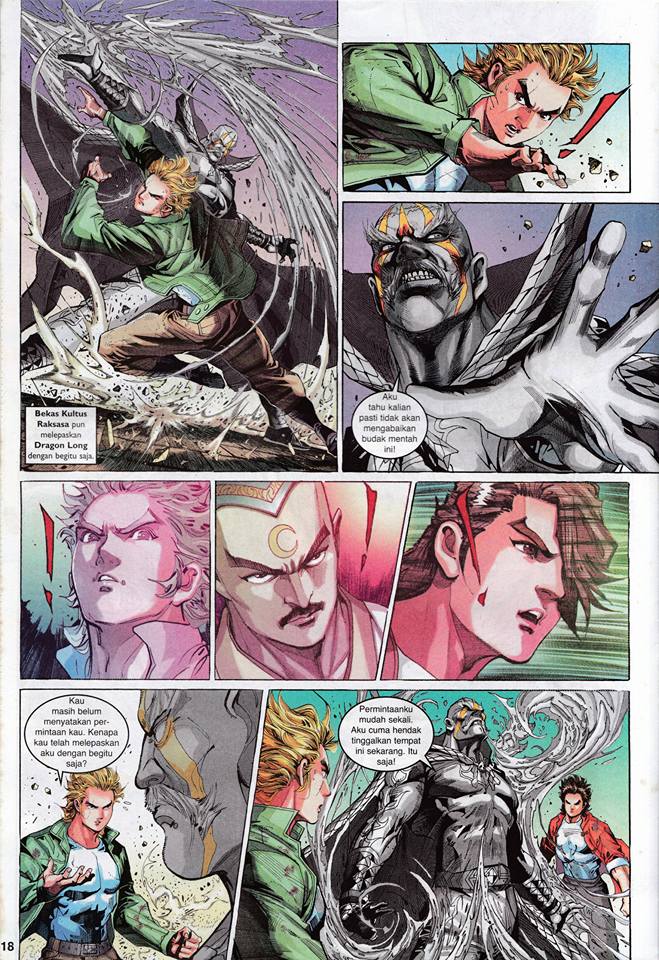 Bekas Kultus
Raksasa pun
melepaskan
Dragon Long
dengan begitu saja.
Aku
tahu kalian
pasti tidak akan
mengabaikan
budak mentah
ini!
Kau
masih belum
menyatakan per-
mintaan kau. Kenapa
kau telah melepaskan
aku dengan begitu
saja?
Permintaanku
mudah sekali.
Aku cuma hendak
tinggalkan tempat
ini sekarang. Itu
saja!
18